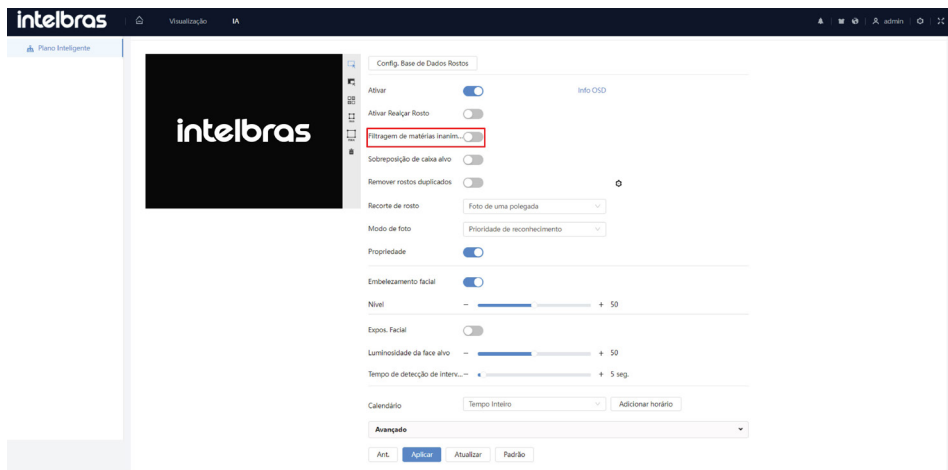 intelbras
Visualização
IA
admin
Plano Inteligente
intelbras
Config. Base de Dados Rostos
Ativar
Info OSD
Ativar Realçar Rosto
Filtragem de matérias inanim...
Sobreposição de caixa alvo
Remover rostos duplicados
Recorte de rosto
Foto de uma polegada
Modo de foto
Prioridade de reconhecimento
Propriedade
Embelezamento facial
Nível
− + 50
Expos. Facial
Luminosidade da face alvo
− + 50
Tempo de detecção de interv...
− + 5 seg.
Calendário
Tempo Inteiro
Adicionar horário
Avançado
Ant.
Aplicar
Atualizar
Padrão